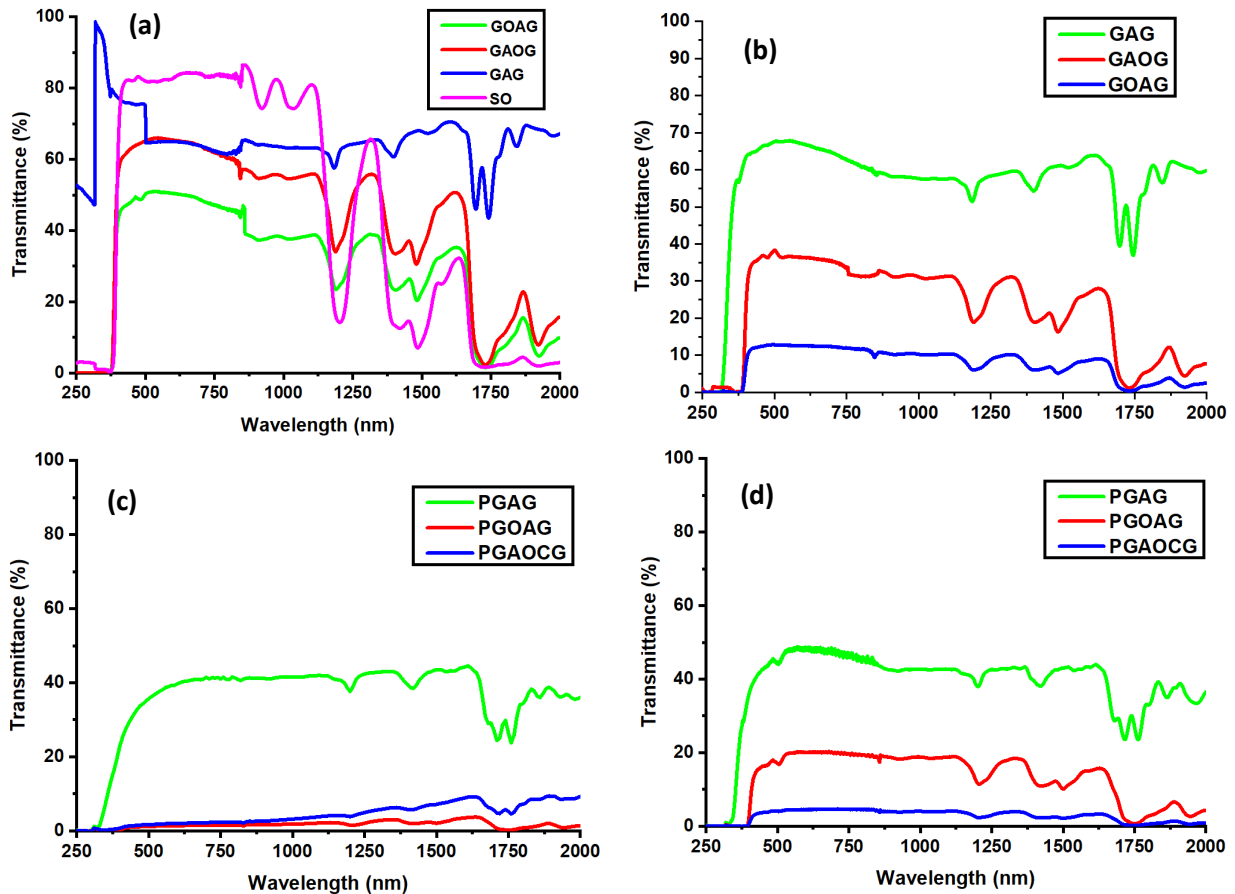 (a)
GOAG
GAOG
GAG
SO
100
80
60
40
20
0
Transmittance (%)
250 500 750 1000 1250 1500 1750 2000
Wavelength (nm)
(b)
GAG
GAOG
GOAG
100
90
80
70
60
50
40
30
20
10
0
Transmittance (%)
250 500 750 1000 1250 1500 1750 2000
Wavelength (nm)
(c)
PGAG
PGOAG
PGAOCG
100
80
60
40
20
0
Transmittance (%)
250 500 750 1000 1250 1500 1750 2000
Wavelength (nm)
(d)
PGAG
PGOAG
PGAOCG
100
80
60
40
20
0
Transmittance (%)
250 500 750 1000 1250 1500 1750 2000
Wavelength (nm)